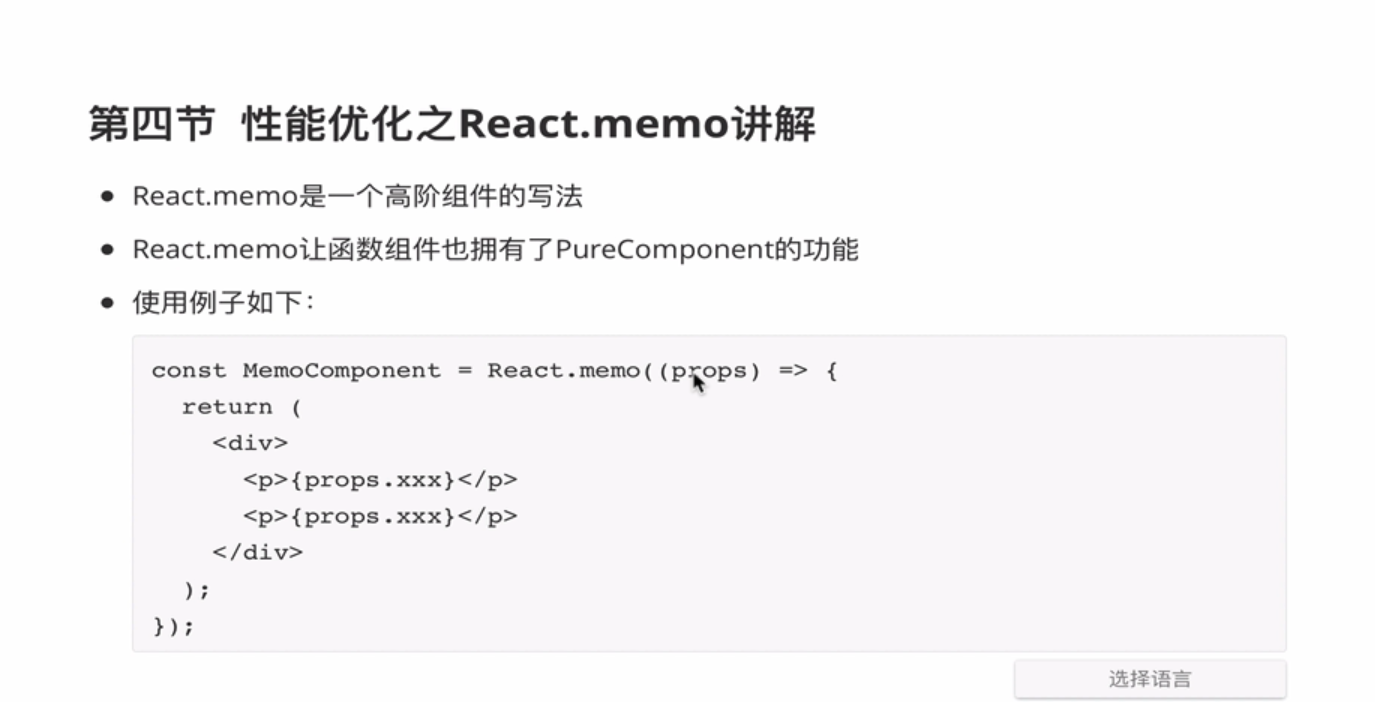 第四节 性能优化之React.memo讲解
● React.memo是一个高阶组件的写法
● React.memo让函数组件也拥有了PureComponent的功能
● 使用例子如下：
const MemoComponent = React.memo((props) => {
  return (
    <div>
      <p>{props.xxx}</p>
      <p>{props.xxx}</p>
    </div>
  );
});
选择语言